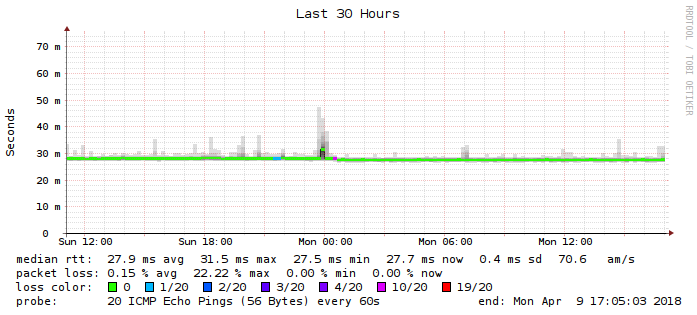 Last 30 Hours
RRDTOOL / TOBI OETIKER
Seconds
70 m
60 m
50 m
40 m
30 m
20 m
10 m
0
Sun 12:00 Sun 18:00 Mon 00:00 Mon 06:00 Mon 12:00
median rtt: 27.9 ms avg 31.5 ms max 27.5 ms min 27.7 ms now 0.4 ms sd 70.6 am/s
packet loss: 0.15 % avg 22.22 % max 0.00 % min 0.00 % now
loss color: 0 1/20 2/20 3/20 4/20 10/20 19/20
probe: 20 ICMP Echo Pings (56 Bytes) every 60s end: Mon Apr 9 17:05:03 2018